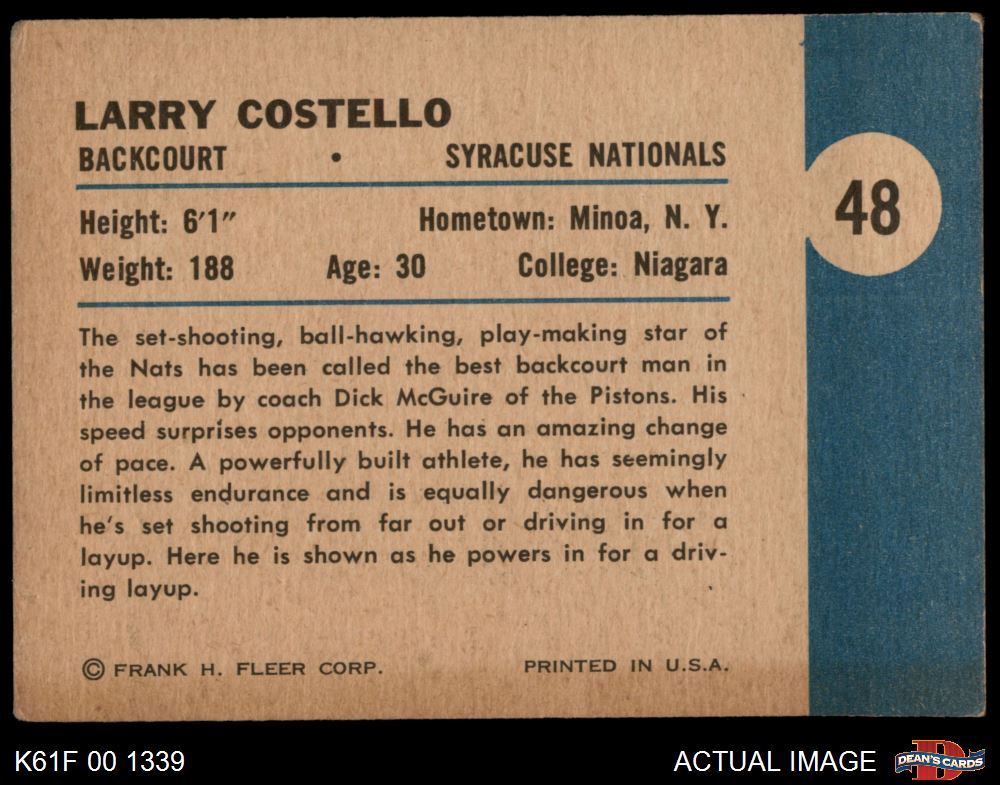 LARRY COSTELLO
BACKCOURT • SYRACUSE NATIONALS
48
Height: 6′1″ Hometown: Minoa, N. Y.
Weight: 188 Age: 30 College: Niagara
The set-shooting, ball-hawking, play-making star of
the Nats has been called the best backcourt man in
the league by coach Dick McGuire of the Pistons. His
speed surprises opponents. He has an amazing change
of pace. A powerfully built athlete, he has seemingly
limitless endurance and is equally dangerous when
he's set shooting from far out or driving in for a
layup. Here he is shown as he powers in for a driv-
ing layup.
© FRANK H. FLEER CORP. PRINTED IN U.S.A.
K61F 00 1339 ACTUAL IMAGE D DEAN'S CARDS